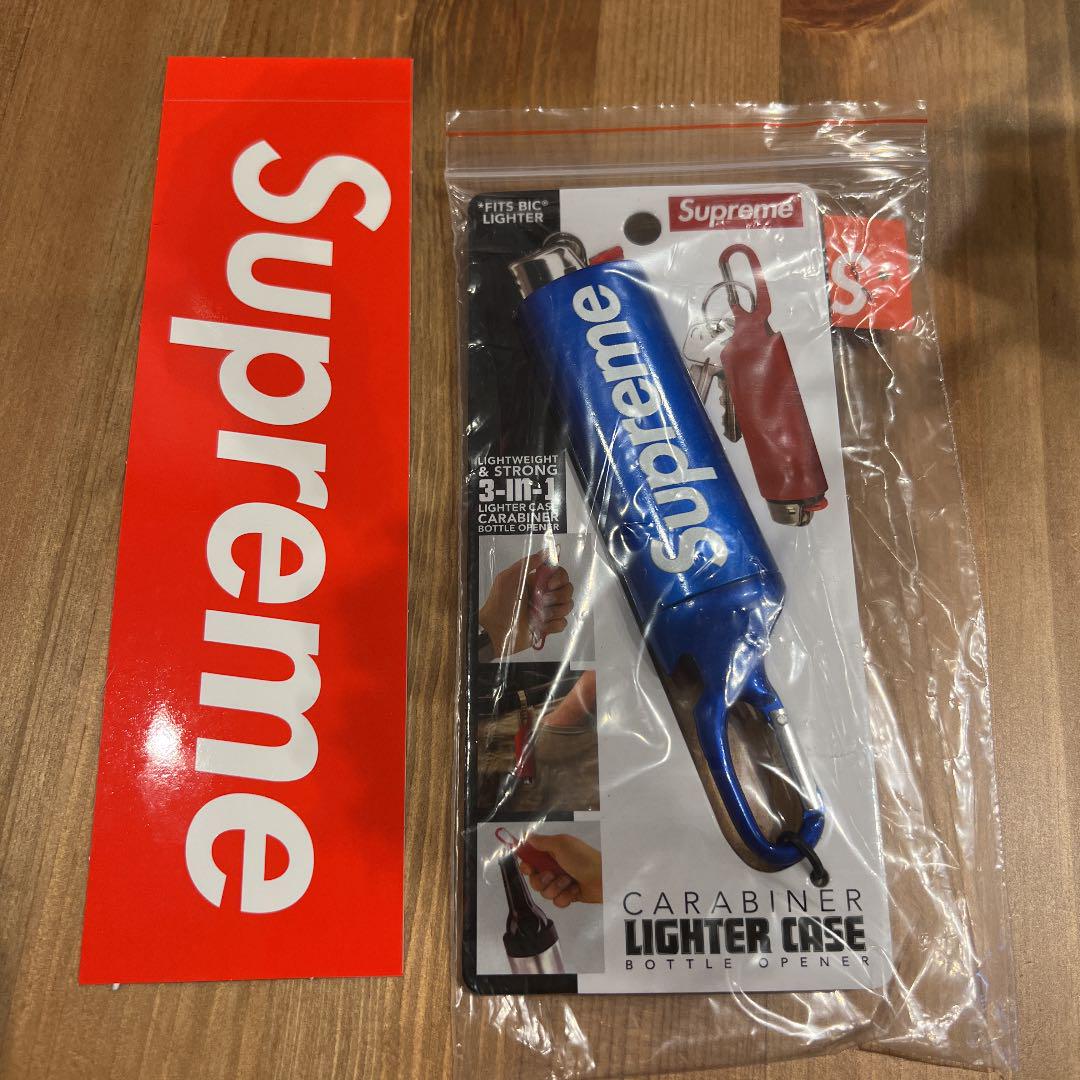 Supreme
*FITS BIC®
LIGHTER
Supreme
S
Supreme
LIGHTWEIGHT
& STRONG
3-IN-1
LIGHTER CASE
CARABINER
BOTTLE OPENER
CARABINER
LIGHTER CASE
BOTTLE OPENER